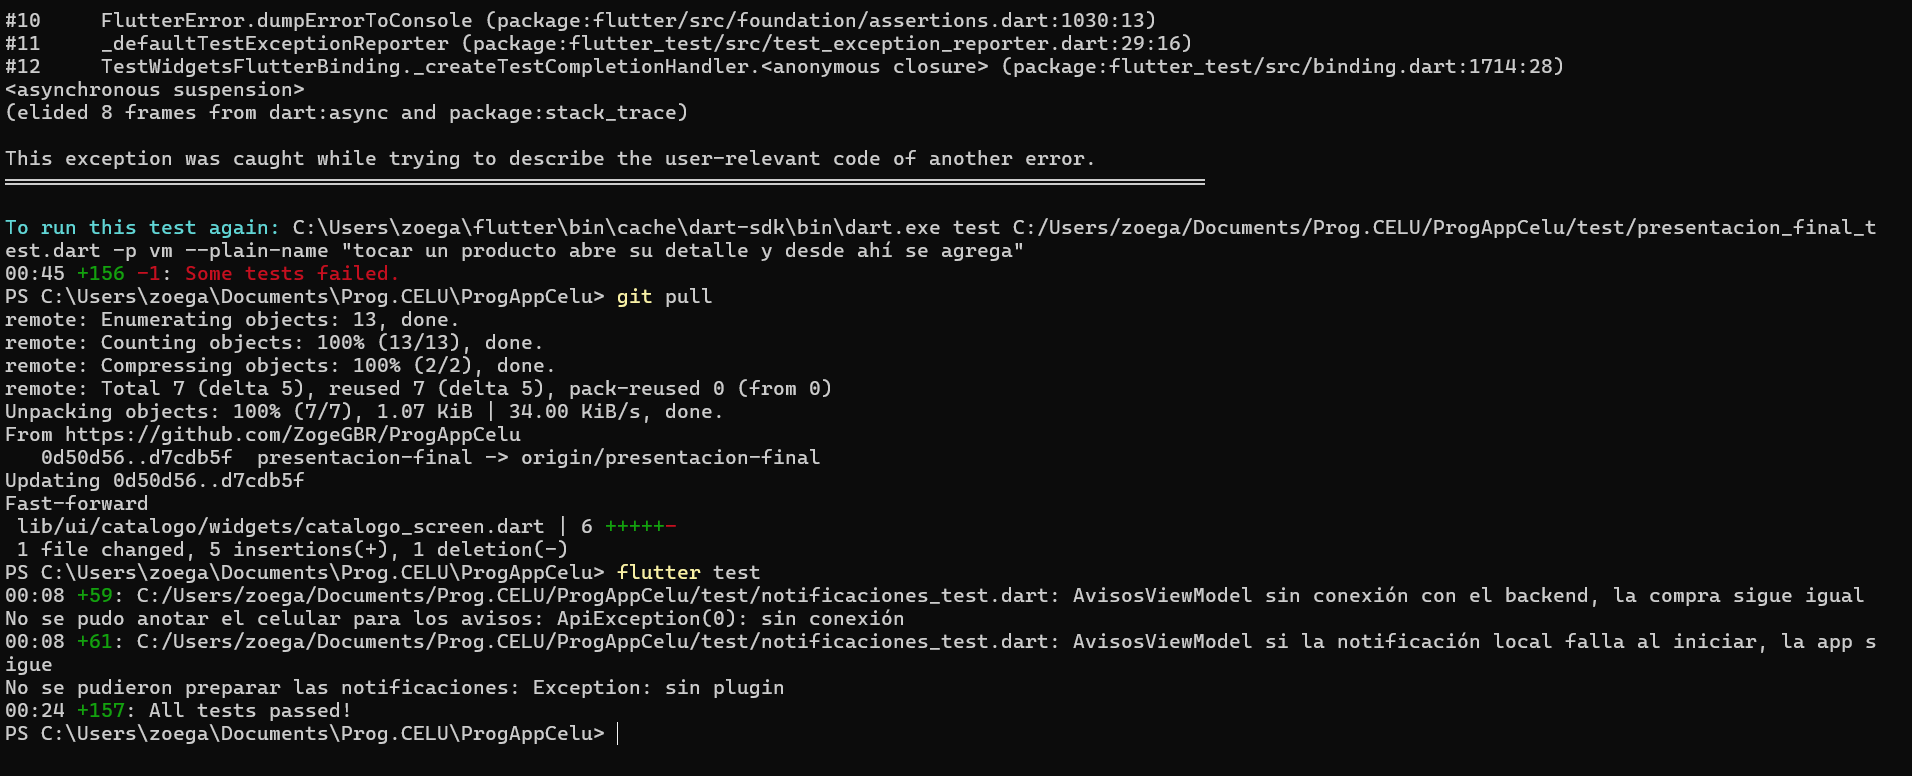 #10     FlutterError.dumpErrorToConsole (package:flutter/src/foundation/assertions.dart:1030:13)
#11     _defaultTestExceptionReporter (package:flutter_test/src/test_exception_reporter.dart:29:16)
#12     TestWidgetsFlutterBinding._createTestCompletionHandler.<anonymous closure> (package:flutter_test/src/binding.dart:1714:28)
<asynchronous suspension>
(elided 8 frames from dart:async and package:stack_trace)
This exception was caught while trying to describe the user-relevant code of another error.
To run this test again: C:\Users\zoega\flutter\bin\cache\dart-sdk\bin\dart.exe test C:/Users/zoega/Documents/Prog.CELU/ProgAppCelu/test/presentacion_final_t
est.dart -p vm --plain-name "tocar un producto abre su detalle y desde ahí se agrega"
00:45 +156 -1: Some tests failed.
PS C:\Users\zoega\Documents\Prog.CELU\ProgAppCelu> git pull
remote: Enumerating objects: 13, done.
remote: Counting objects: 100% (13/13), done.
remote: Compressing objects: 100% (2/2), done.
remote: Total 7 (delta 5), reused 7 (delta 5), pack-reused 0 (from 0)
Unpacking objects: 100% (7/7), 1.07 KiB | 34.00 KiB/s, done.
From https://github.com/ZogeGBR/ProgAppCelu
   0d50d56..d7cdb5f  presentacion-final -> origin/presentacion-final
Updating 0d50d56..d7cdb5f
Fast-forward
 lib/ui/catalogo/widgets/catalogo_screen.dart | 6 +++++-
 1 file changed, 5 insertions(+), 1 deletion(-)
PS C:\Users\zoega\Documents\Prog.CELU\ProgAppCelu> flutter test
00:08 +59: C:/Users/zoega/Documents/Prog.CELU/ProgAppCelu/test/notificaciones_test.dart: AvisosViewModel sin conexión con el backend, la compra sigue igual
No se pudo anotar el celular para los avisos: ApiException(0): sin conexión
00:08 +61: C:/Users/zoega/Documents/Prog.CELU/ProgAppCelu/test/notificaciones_test.dart: AvisosViewModel si la notificación local falla al iniciar, la app s
igue
No se pudieron preparar las notificaciones: Exception: sin plugin
00:24 +157: All tests passed!
PS C:\Users\zoega\Documents\Prog.CELU\ProgAppCelu>